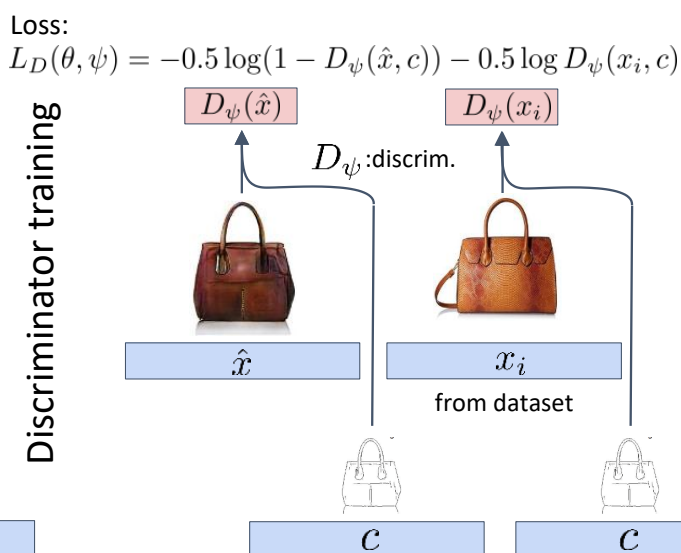 Loss:
L_D(θ, ψ) = −0.5 log(1 − D_ψ(x̂, c)) − 0.5 log D_ψ(x_i, c)
D_ψ(x̂)
D_ψ(x_i)
D_ψ:discrim.
Discriminator training
x̂
x_i
from dataset
c
c